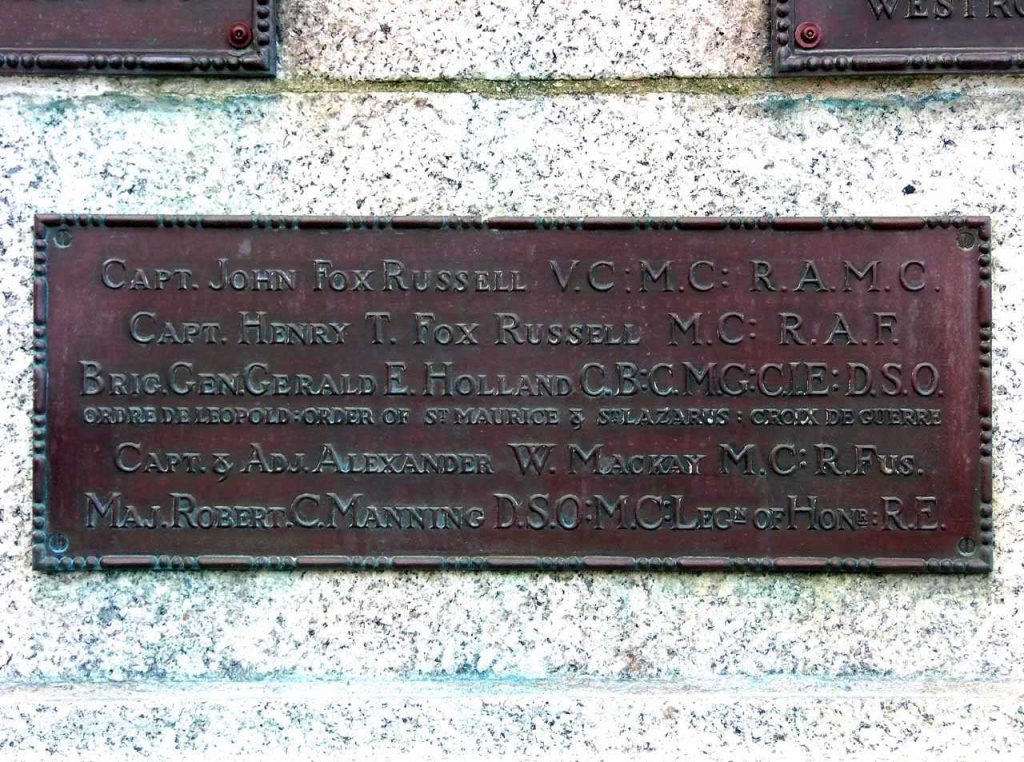 WESTRO
CAPT. JOHN FOX RUSSELL V.C:M.C: R.A.M.C.
CAPT. HENRY T. FOX RUSSELL M.C: R.A.F.
BRIG.GEN.GERALD E. HOLLAND C.B:C.M.G:C.I.E:D.S.O.
ORDRE DE LEOPOLD:ORDER OF ST MAURICE & ST LAZARUS: CROIX DE GUERRE
CAPT. & ADJ. ALEXANDER W. MACKAY M.C:R.FUS.
MAJ.ROBERT.C.MANNING D.S.O:M.C:LEGN OF HONR:R.E.